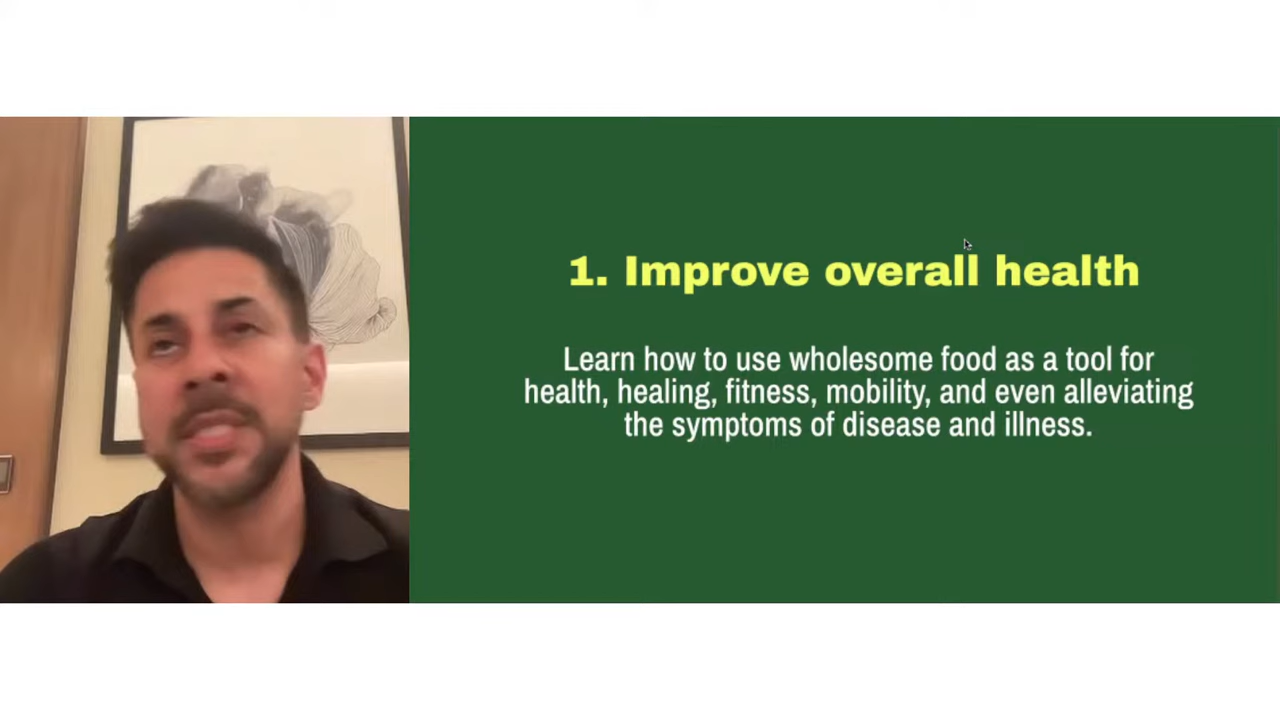 1. Improve overall health
Learn how to use wholesome food as a tool for
health, healing, fitness, mobility, and even alleviating
the symptoms of disease and illness.